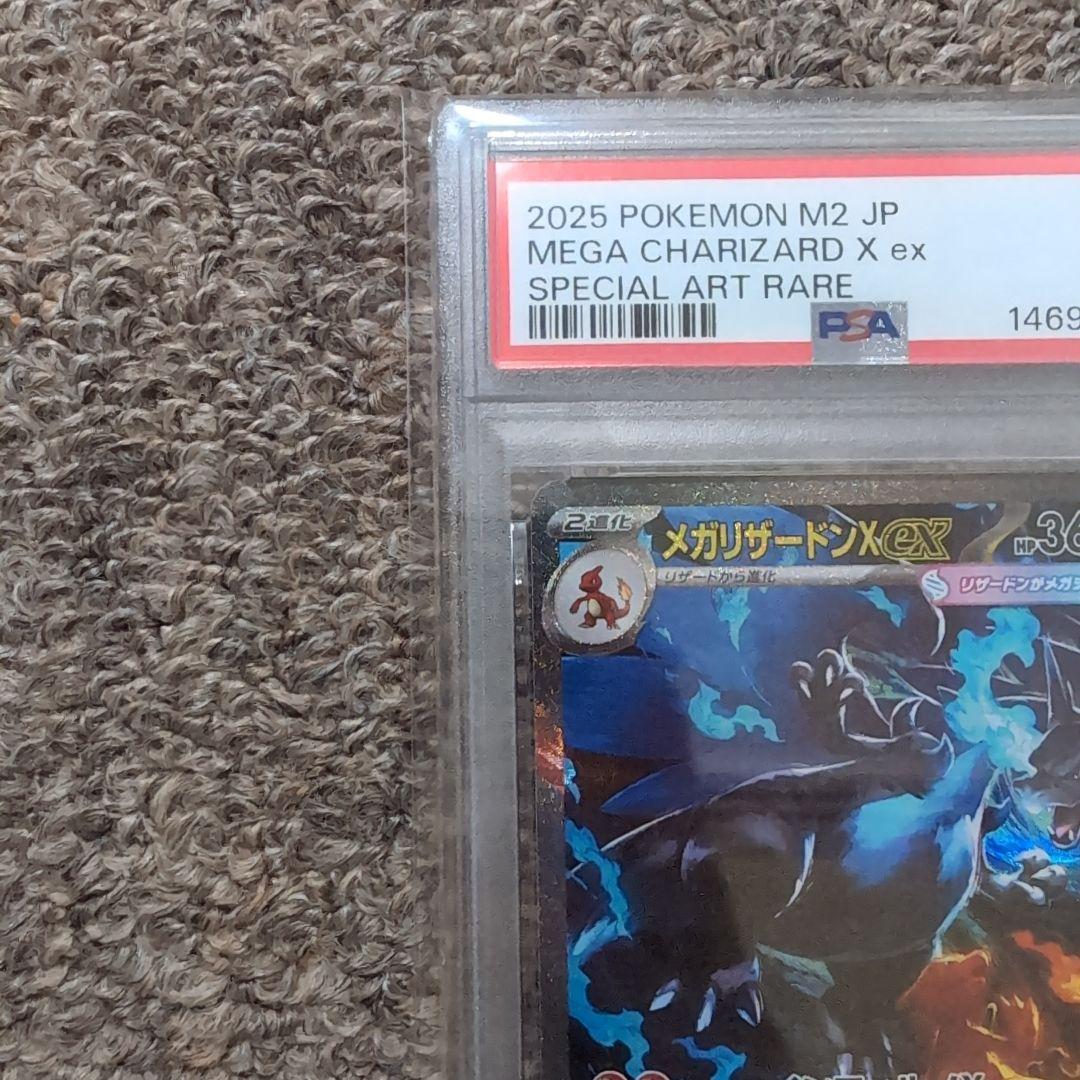 2025 POKEMON M2 JP
MEGA CHARIZARD X ex
SPECIAL ART RARE
PSA
1469
2進化
メガリザードンXex
HP36
リザードから進化
リザードンがメガ